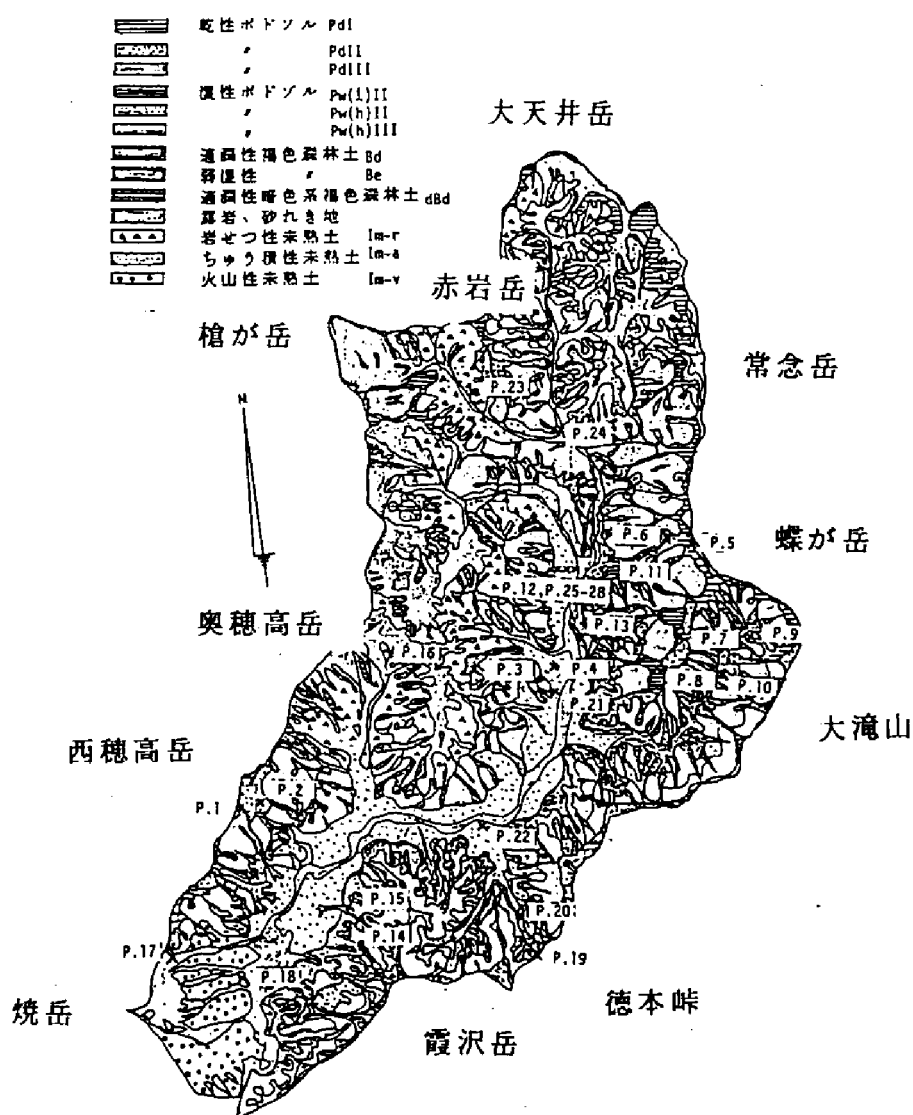 乾性ポドゾル PdI
〃 PdII
〃 PdIII
湿性ポドゾル Pw(i)II
〃 Pw(h)II
〃 Pw(h)III
適潤性褐色森林土 Bd
弱湿性 〃 Be
適潤性暗色系褐色森林土 dBd
露岩、砂れき地
岩せつ性未熟土 Im-r
ちゅう積性未熟土 Im-a
火山性未熟土 Im-v
大天井岳
赤岩岳
槍が岳
常念岳
N
P.23
P.24
蝶が岳
P.6
P.5
P.11
P.12,P.25-28
奥穂高岳
P.13
P.7
P.9
P.16
P.3
P.4
P.8
P.10
P.21
大滝山
西穂高岳
P.1
P.2
P.22
P.15
P.20
P.14
P.17
P.19
P.18
徳本峠
焼岳
霞沢岳